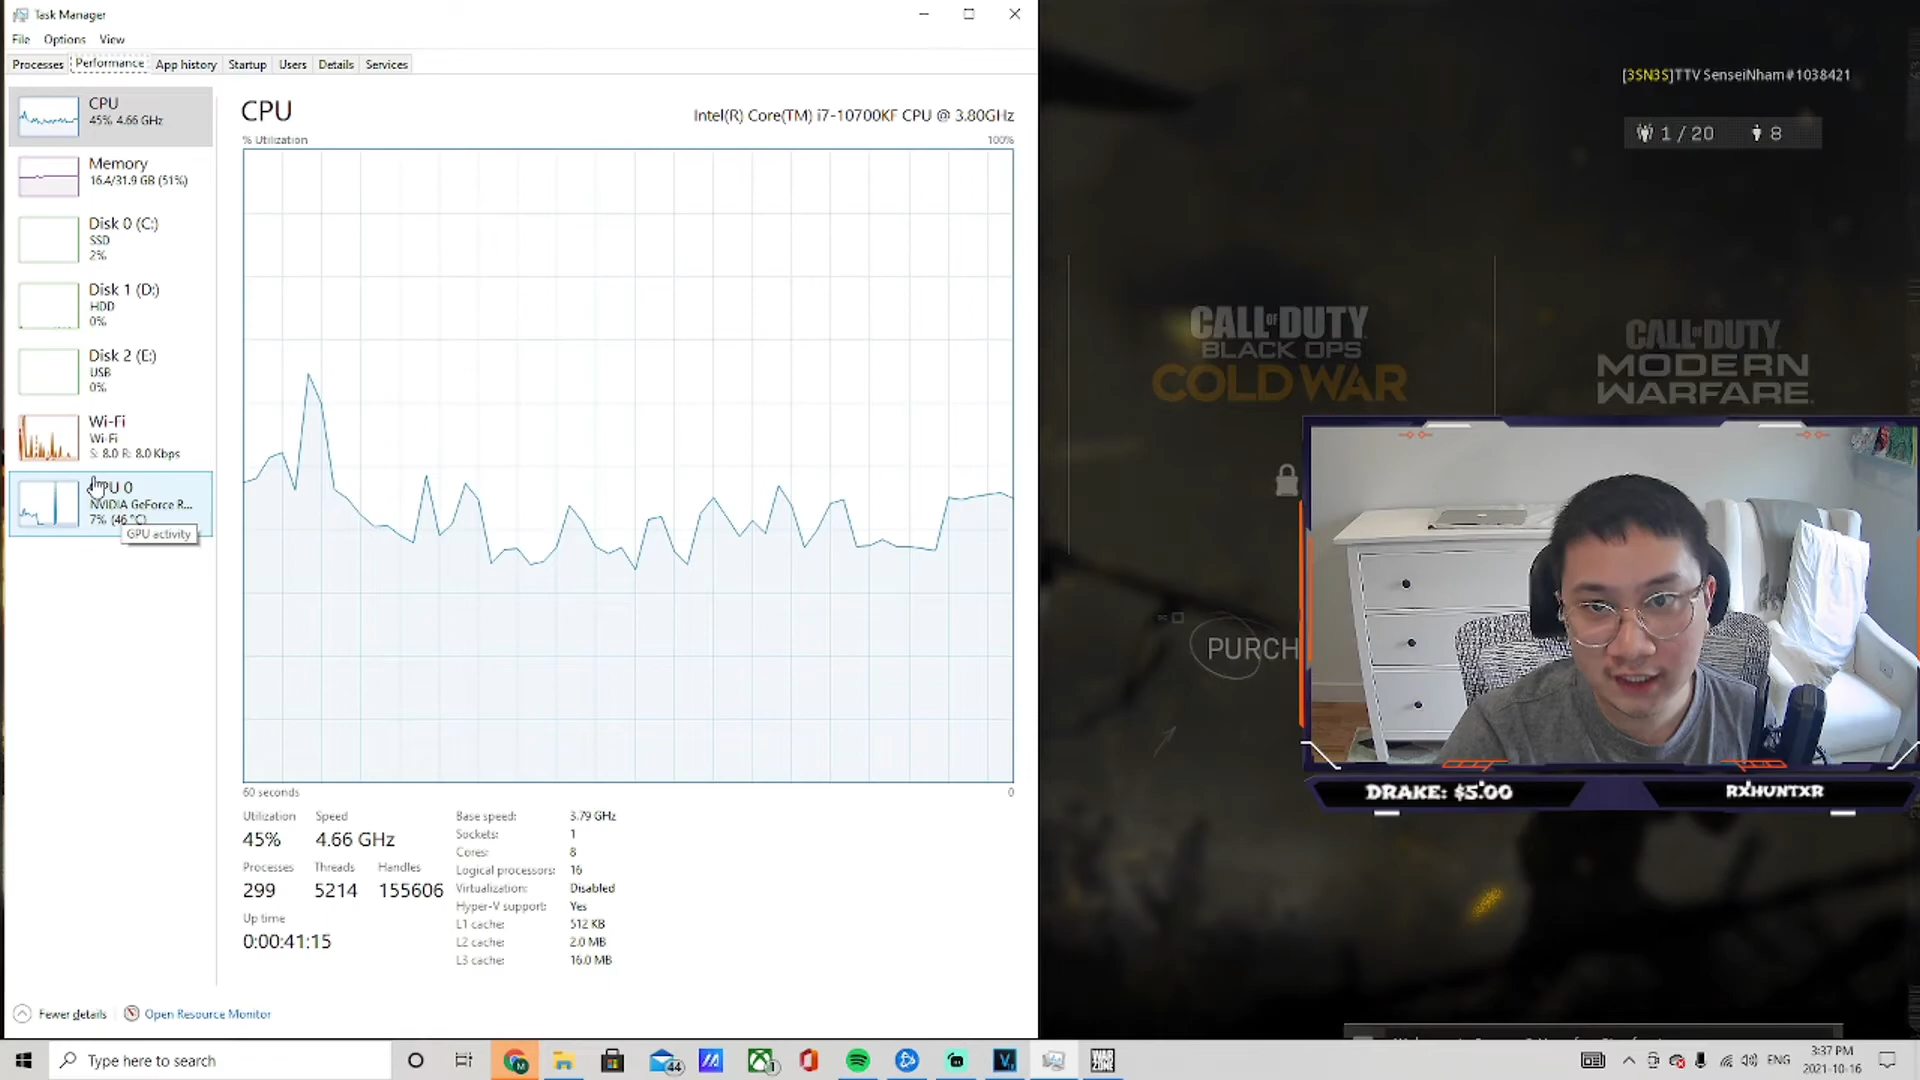 Task Manager
File Options View
Processes Performance App history Startup Users Details Services
CPU
45% 4.66 GHz
Memory
16.4/31.9 GB (51%)
Disk 0 (C:)
SSD
2%
Disk 1 (D:)
HDD
0%
Disk 2 (E:)
USB
0%
Wi-Fi
Wi-Fi
S: 8.0 R: 8.0 Kbps
PU 0
NVIDIA GeForce R...
7% (46 °C)
GPU activity
CPU
Intel(R) Core(TM) i7-10700KF CPU @ 3.80GHz
% Utilization 100%
60 seconds 0
Utilization Speed
45% 4.66 GHz
Processes Threads Handles
299 5214 155606
Up time
0:00:41:15
Base speed: 3.79 GHz
Sockets: 1
Cores: 8
Logical processors: 16
Virtualization: Disabled
Hyper-V support: Yes
L1 cache: 512 KB
L2 cache: 2.0 MB
L3 cache: 16.0 MB
Fewer details Open Resource Monitor
[3SN3S]TTV SenseiNham#1038421
1 / 20 8
CALL OF DUTY
BLACK OPS
COLD WAR
CALL OF DUTY
MODERN
WARFARE
PURCH
DRAKE: $5.00 RXHUNTXR
Type here to search
44
1
WAR
ZONE
ENG
3:37 PM
2021-10-16